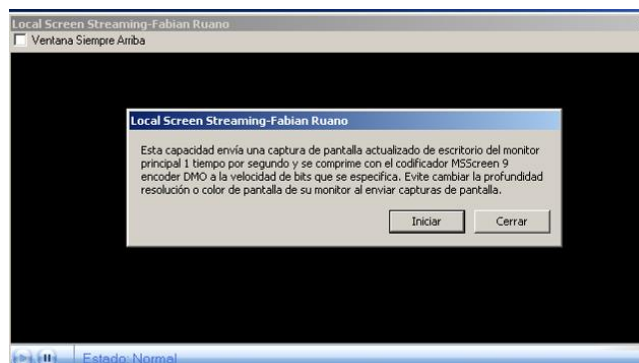 Local Screen Streaming-Fabian Ruano
Ventana Siempre Arriba
Local Screen Streaming-Fabian Ruano
Esta capacidad envía una captura de pantalla actualizado de escritorio del monitor
principal 1 tiempo por segundo y se comprime con el codificador MSScreen 9
encoder DMO a la velocidad de bits que se especifica. Evite cambiar la profundidad
resolución o color de pantalla de su monitor al enviar capturas de pantalla.
Iniciar Cerrar
Estado: Normal